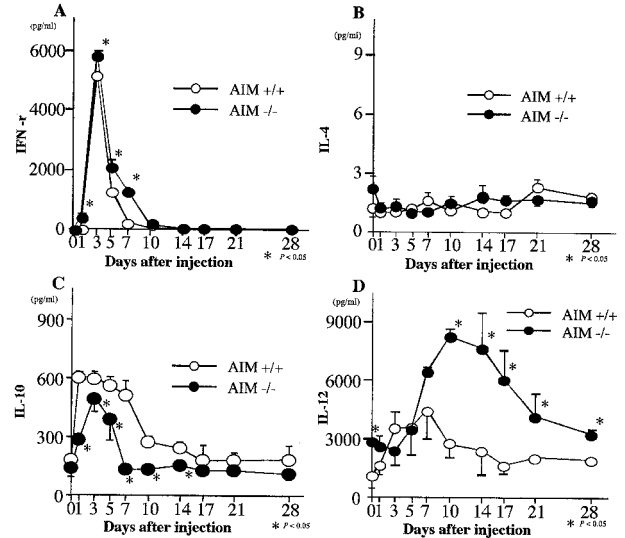 A
(pg/ml)
6000
4000
2000
0
IFN -r
AIM +/+
AIM -/-
* * * *
01 3 5 7 10 14 17 21 28
Days after injection
* P < 0.05
B
(pg/ml)
9
6
3
0
IL-4
AIM +/+
AIM -/-
01 3 5 7 10 14 17 21 28
Days after injection
* P < 0.05
C
(pg/ml)
900
600
300
0
IL-10
AIM +/+
AIM -/-
* * * * *
01 3 5 7 10 14 17 21 28
Days after injection
* P < 0.05
D
(pg/ml)
9000
6000
3000
0
IL-12
AIM +/+
AIM -/-
* * * * * * *
01 3 5 7 10 14 17 21 28
Days after injection
* P < 0.05